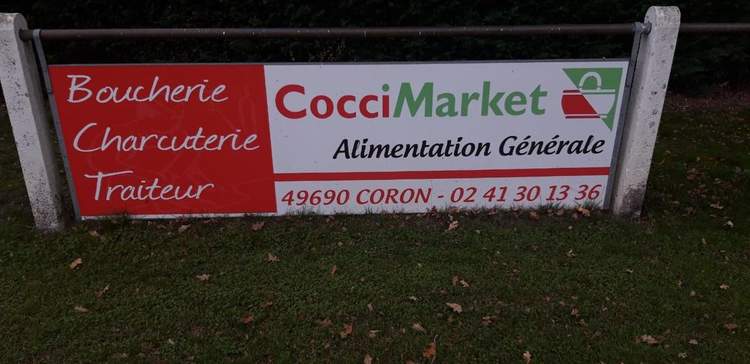 Boucherie
Charcuterie
Traiteur
CocciMarket
Alimentation Générale
49690 CORON - 02 41 30 13 36